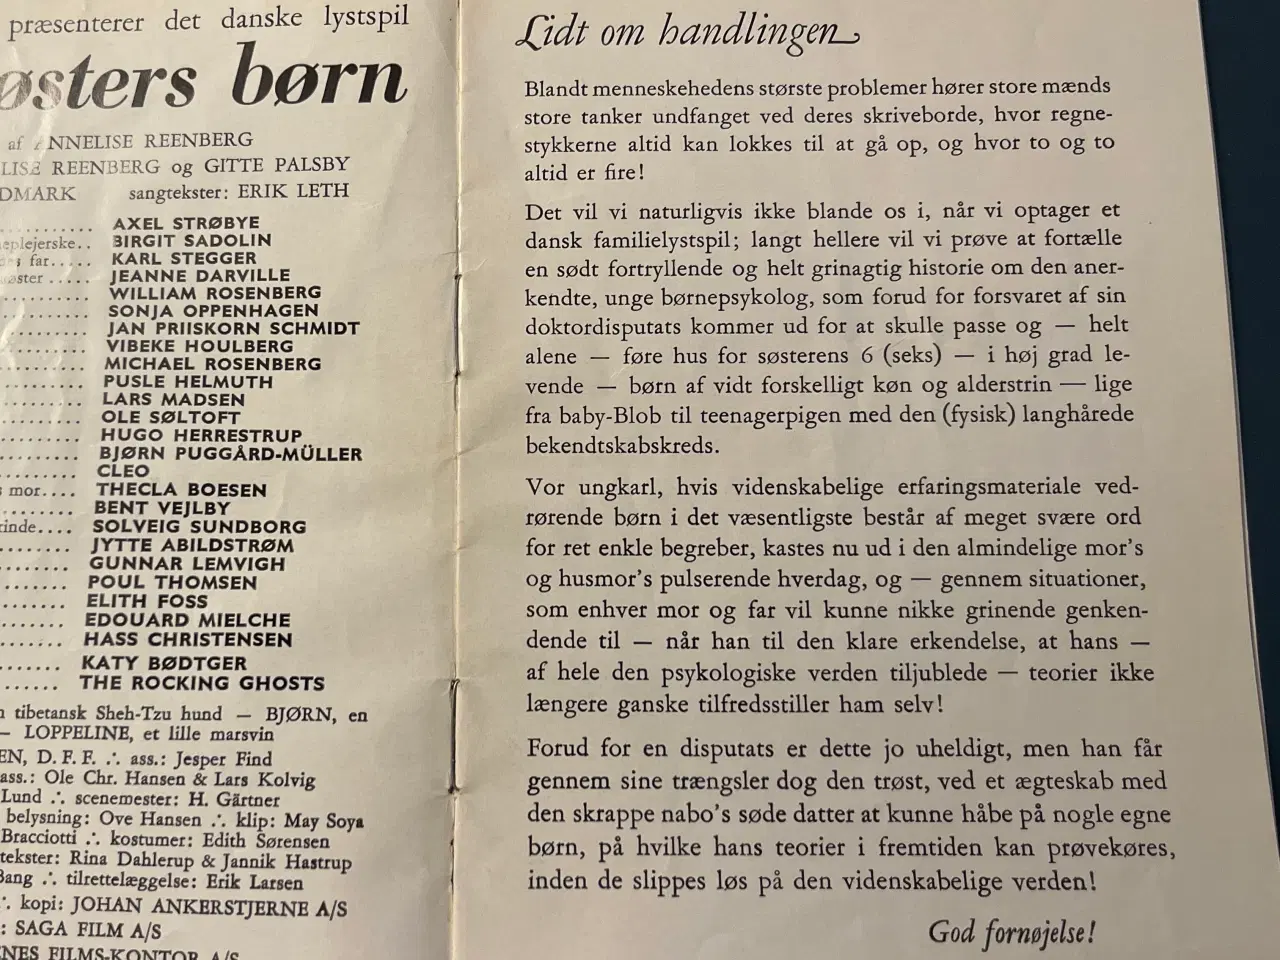 præsenterer det danske lystspil
østers børn
af ANNELISE REENBERG
LISE REENBERG og GITTE PALSBY
DMARK sangtekster: ERIK LETH
............ AXEL STRØBYE
eplejerske.. BIRGIT SADOLIN
s far..... KARL STEGGER
øster ..... JEANNE DARVILLE
WILLIAM ROSENBERG
SONJA OPPENHAGEN
JAN PRIISKORN SCHMIDT
VIBEKE HOULBERG
MICHAEL ROSENBERG
PUSLE HELMUTH
LARS MADSEN
OLE SØLTOFT
HUGO HERRESTRUP
BJØRN PUGGÅRD-MÜLLER
CLEO
s mor.... THECLA BOESEN
BENT VEJLBY
rinde.... SOLVEIG SUNDBORG
JYTTE ABILDSTRØM
GUNNAR LEMVIGH
POUL THOMSEN
ELITH FOSS
EDOUARD MIELCHE
HASS CHRISTENSEN
KATY BØDTGER
THE ROCKING GHOSTS
n tibetansk Sheh-Tzu hund — BJØRN, en
— LOPPELINE, et lille marsvin
EN, D. F. F. ∴ ass.: Jesper Find
ass.: Ole Chr. Hansen & Lars Kolvig
Lund ∴ scenemester: H. Gärtner
belysning: Ove Hansen ∴ klip: May Soya
Bracciotti ∴ kostumer: Edith Sørensen
tekster: Rina Dahlerup & Jannik Hastrup
Bang ∴ tilrettelæggelse: Erik Larsen
∴ kopi: JOHAN ANKERSTJERNE A/S
: SAGA FILM A/S
NES FILMS-KONTOR A/S
Lidt om handlingen
Blandt menneskehedens største problemer hører store mænds
store tanker undfanget ved deres skriveborde, hvor regne-
stykkerne altid kan lokkes til at gå op, og hvor to og to
altid er fire!
Det vil vi naturligvis ikke blande os i, når vi optager et
dansk familielystspil; langt hellere vil vi prøve at fortælle
en sødt fortryllende og helt grinagtig historie om den aner-
kendte, unge børnepsykolog, som forud for forsvaret af sin
doktordisputats kommer ud for at skulle passe og — helt
alene — føre hus for søsterens 6 (seks) — i høj grad le-
vende — børn af vidt forskelligt køn og alderstrin — lige
fra baby-Blob til teenagerpigen med den (fysisk) langhårede
bekendtskabskreds.
Vor ungkarl, hvis videnskabelige erfaringsmateriale ved-
rørende børn i det væsentligste består af meget svære ord
for ret enkle begreber, kastes nu ud i den almindelige mor's
og husmor's pulserende hverdag, og — gennem situationer,
som enhver mor og far vil kunne nikke grinende genken-
dende til — når han til den klare erkendelse, at hans —
af hele den psykologiske verden tiljublede — teorier ikke
længere ganske tilfredsstiller ham selv!
Forud for en disputats er dette jo uheldigt, men han får
gennem sine trængsler dog den trøst, ved et ægteskab med
den skrappe nabo's søde datter at kunne håbe på nogle egne
børn, på hvilke hans teorier i fremtiden kan prøvekøres,
inden de slippes løs på den videnskabelige verden!
God fornøjelse!